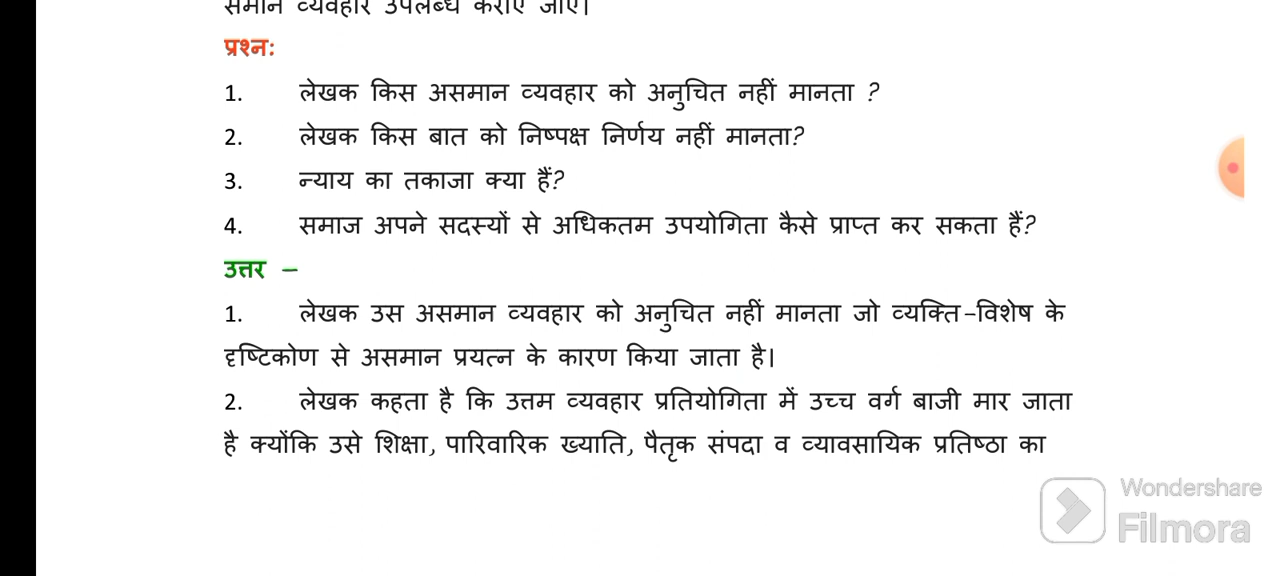 समान व्यवहार उपलब्ध कराए जाए।
प्रश्न:
1. लेखक किस असमान व्यवहार को अनुचित नहीं मानता ?
2. लेखक किस बात को निष्पक्ष निर्णय नहीं मानता?
3. न्याय का तकाजा क्या हैं?
4. समाज अपने सदस्यों से अधिकतम उपयोगिता कैसे प्राप्त कर सकता हैं?
उत्तर –
1. लेखक उस असमान व्यवहार को अनुचित नहीं मानता जो व्यक्ति-विशेष के
दृष्टिकोण से असमान प्रयत्न के कारण किया जाता है।
2. लेखक कहता है कि उत्तम व्यवहार प्रतियोगिता में उच्च वर्ग बाजी मार जाता
है क्योंकि उसे शिक्षा, पारिवारिक ख्याति, पैतृक संपदा व व्यावसायिक प्रतिष्ठा का
Wondershare
Filmora